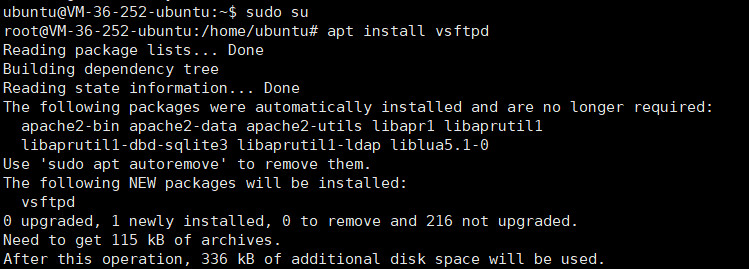 ubuntu@VM-36-252-ubuntu:~$ sudo su
root@VM-36-252-ubuntu:/home/ubuntu# apt install vsftpd
Reading package lists... Done
Building dependency tree
Reading state information... Done
The following packages were automatically installed and are no longer required:
  apache2-bin apache2-data apache2-utils libapr1 libaprutil1
  libaprutil1-dbd-sqlite3 libaprutil1-ldap liblua5.1-0
Use 'sudo apt autoremove' to remove them.
The following NEW packages will be installed:
  vsftpd
0 upgraded, 1 newly installed, 0 to remove and 216 not upgraded.
Need to get 115 kB of archives.
After this operation, 336 kB of additional disk space will be used.